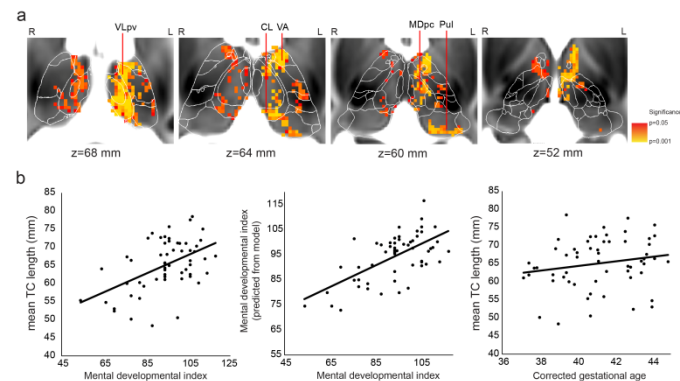 a
R VLpv L R CL VA L R MDpc Pul L R L
Significance
p=0.05
p=0.001
z=68 mm z=64 mm z=60 mm z=52 mm
b
mean TC length (mm)
85
80
75
70
65
60
55
50
45
40
45 65 85 105 125
Mental developmental index
Mental developmental index
(predicted from model)
115
105
95
85
75
65
55
45 65 85 105
Mental developmental index
mean TC length (mm)
85
80
75
70
65
60
55
50
45
40
36 38 40 42 44
Corrected gestational age